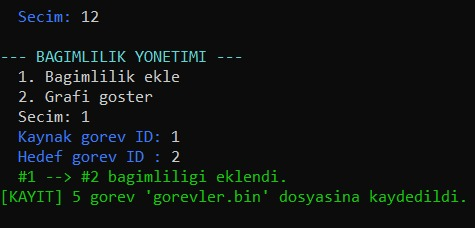 Secim: 12
--- BAGIMLILIK YONETIMI ---
1. Bagimlilik ekle
2. Grafi goster
Secim: 1
Kaynak gorev ID: 1
Hedef gorev ID : 2
#1 --> #2 bagimliligi eklendi.
[KAYIT] 5 gorev 'gorevler.bin' dosyasina kaydedildi.